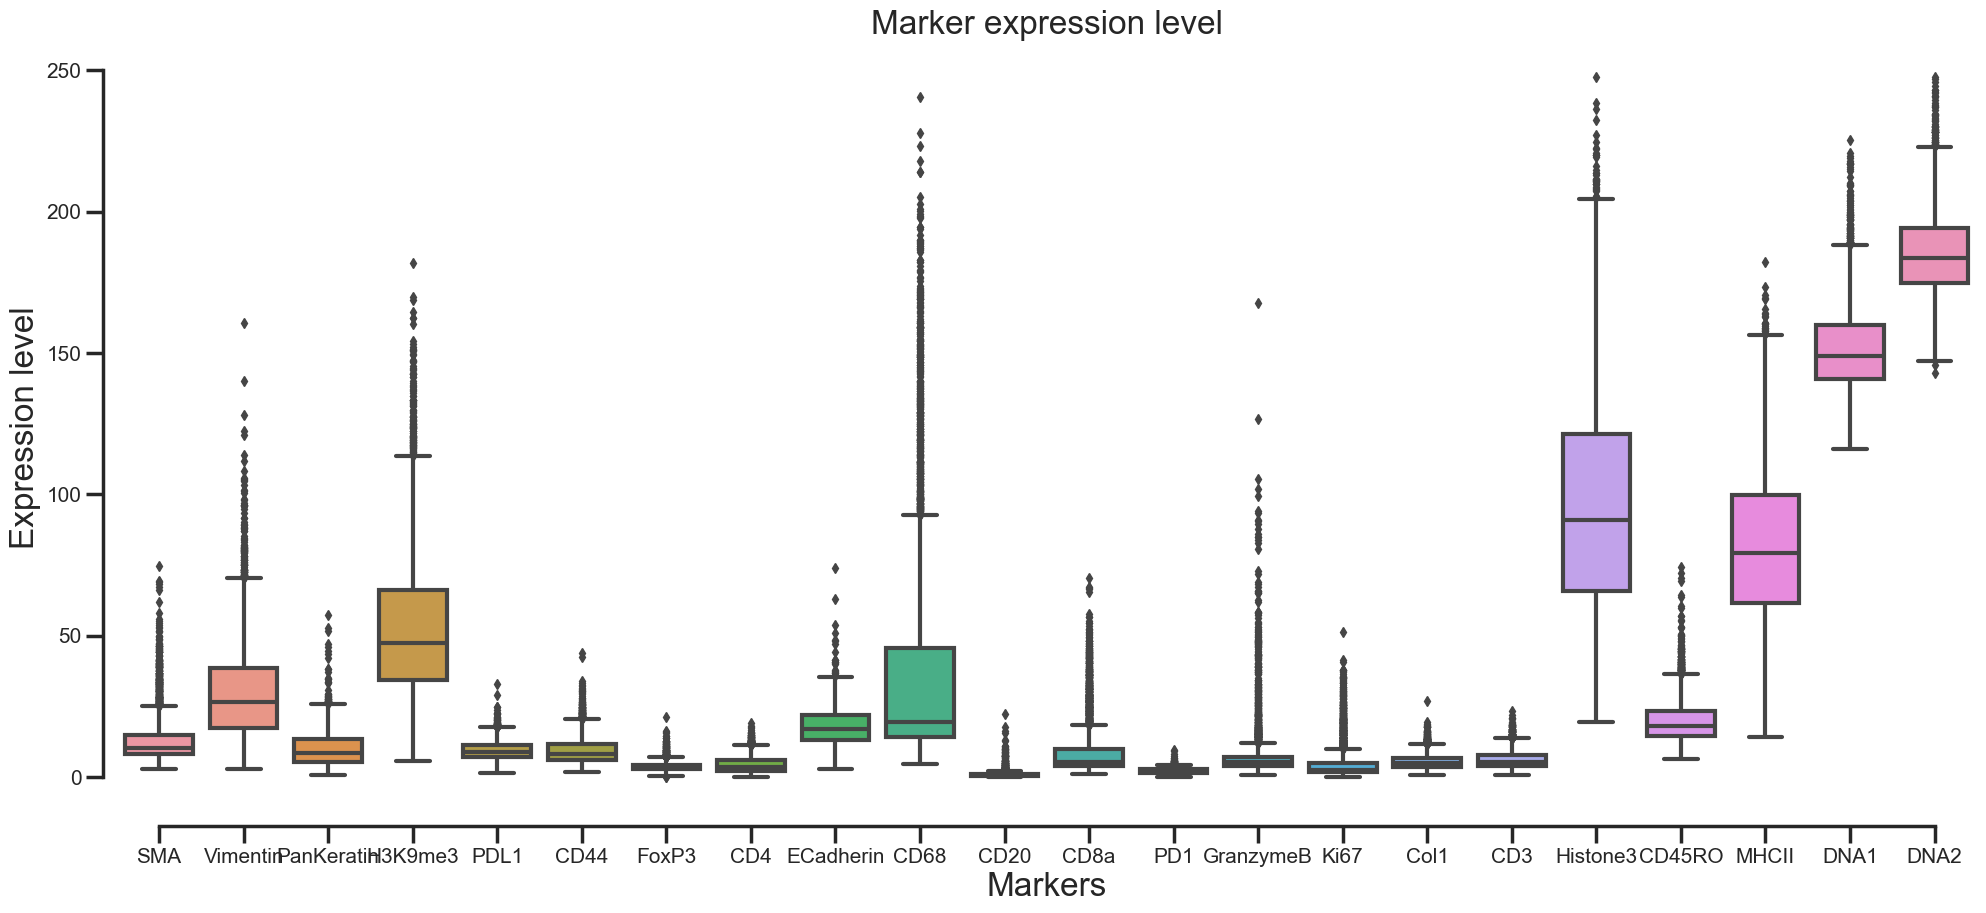 Marker expression level
Expression level
250
200
150
100
50
0
SMA Vimentin PanKeratin H3K9me3 PDL1 CD44 FoxP3 CD4 ECadherin CD68 CD20 CD8a PD1 GranzymeB Ki67 Col1 CD3 Histone3 CD45RO MHCII DNA1 DNA2
Markers